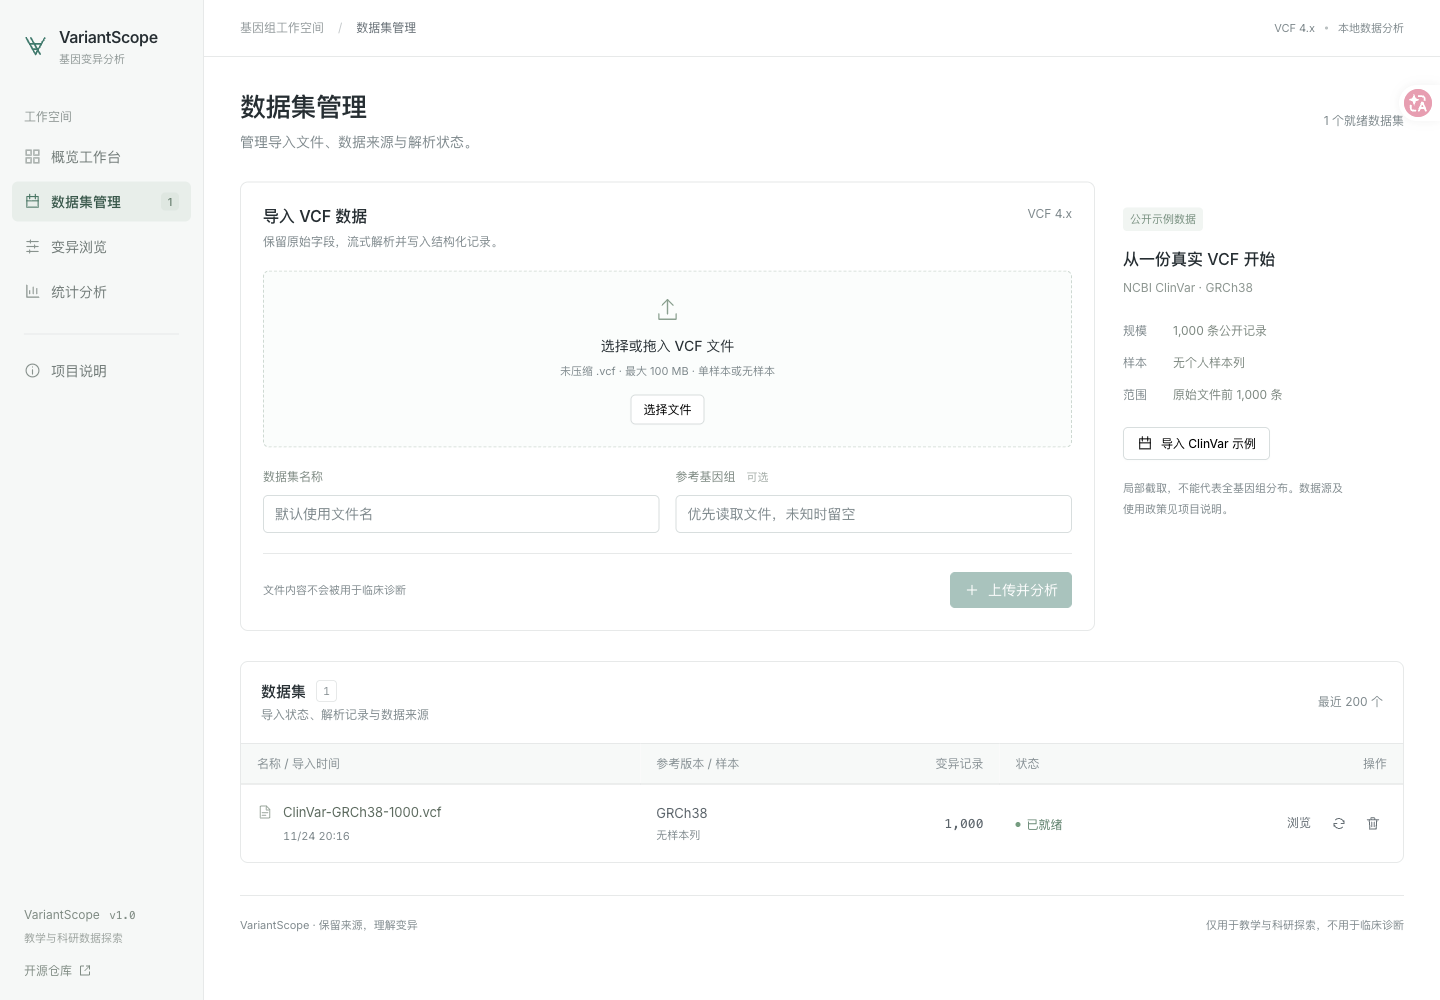 VariantScope
基因变异分析
工作空间
概览工作台
数据集管理 1
变异浏览
统计分析
项目说明
VariantScope v1.0
教学与科研数据探索
开源仓库
基因组工作空间 / 数据集管理
VCF 4.x • 本地数据分析
数据集管理
管理导入文件、数据来源与解析状态。
1 个就绪数据集
导入 VCF 数据
VCF 4.x
保留原始字段，流式解析并写入结构化记录。
选择或拖入 VCF 文件
未压缩 .vcf · 最大 100 MB · 单样本或无样本
选择文件
数据集名称
默认使用文件名
参考基因组 可选
优先读取文件，未知时留空
文件内容不会被用于临床诊断
上传并分析
公开示例数据
从一份真实 VCF 开始
NCBI ClinVar · GRCh38
规模 1,000 条公开记录
样本 无个人样本列
范围 原始文件前 1,000 条
导入 ClinVar 示例
局部截取，不能代表全基因组分布。数据源及
使用政策见项目说明。
数据集 1
导入状态、解析记录与数据来源
最近 200 个
名称 / 导入时间 参考版本 / 样本 变异记录 状态 操作
ClinVar-GRCh38-1000.vcf GRCh38 1,000 已就绪 浏览
11/24 20:16 无样本列
VariantScope · 保留来源，理解变异
仅用于教学与科研探索，不用于临床诊断